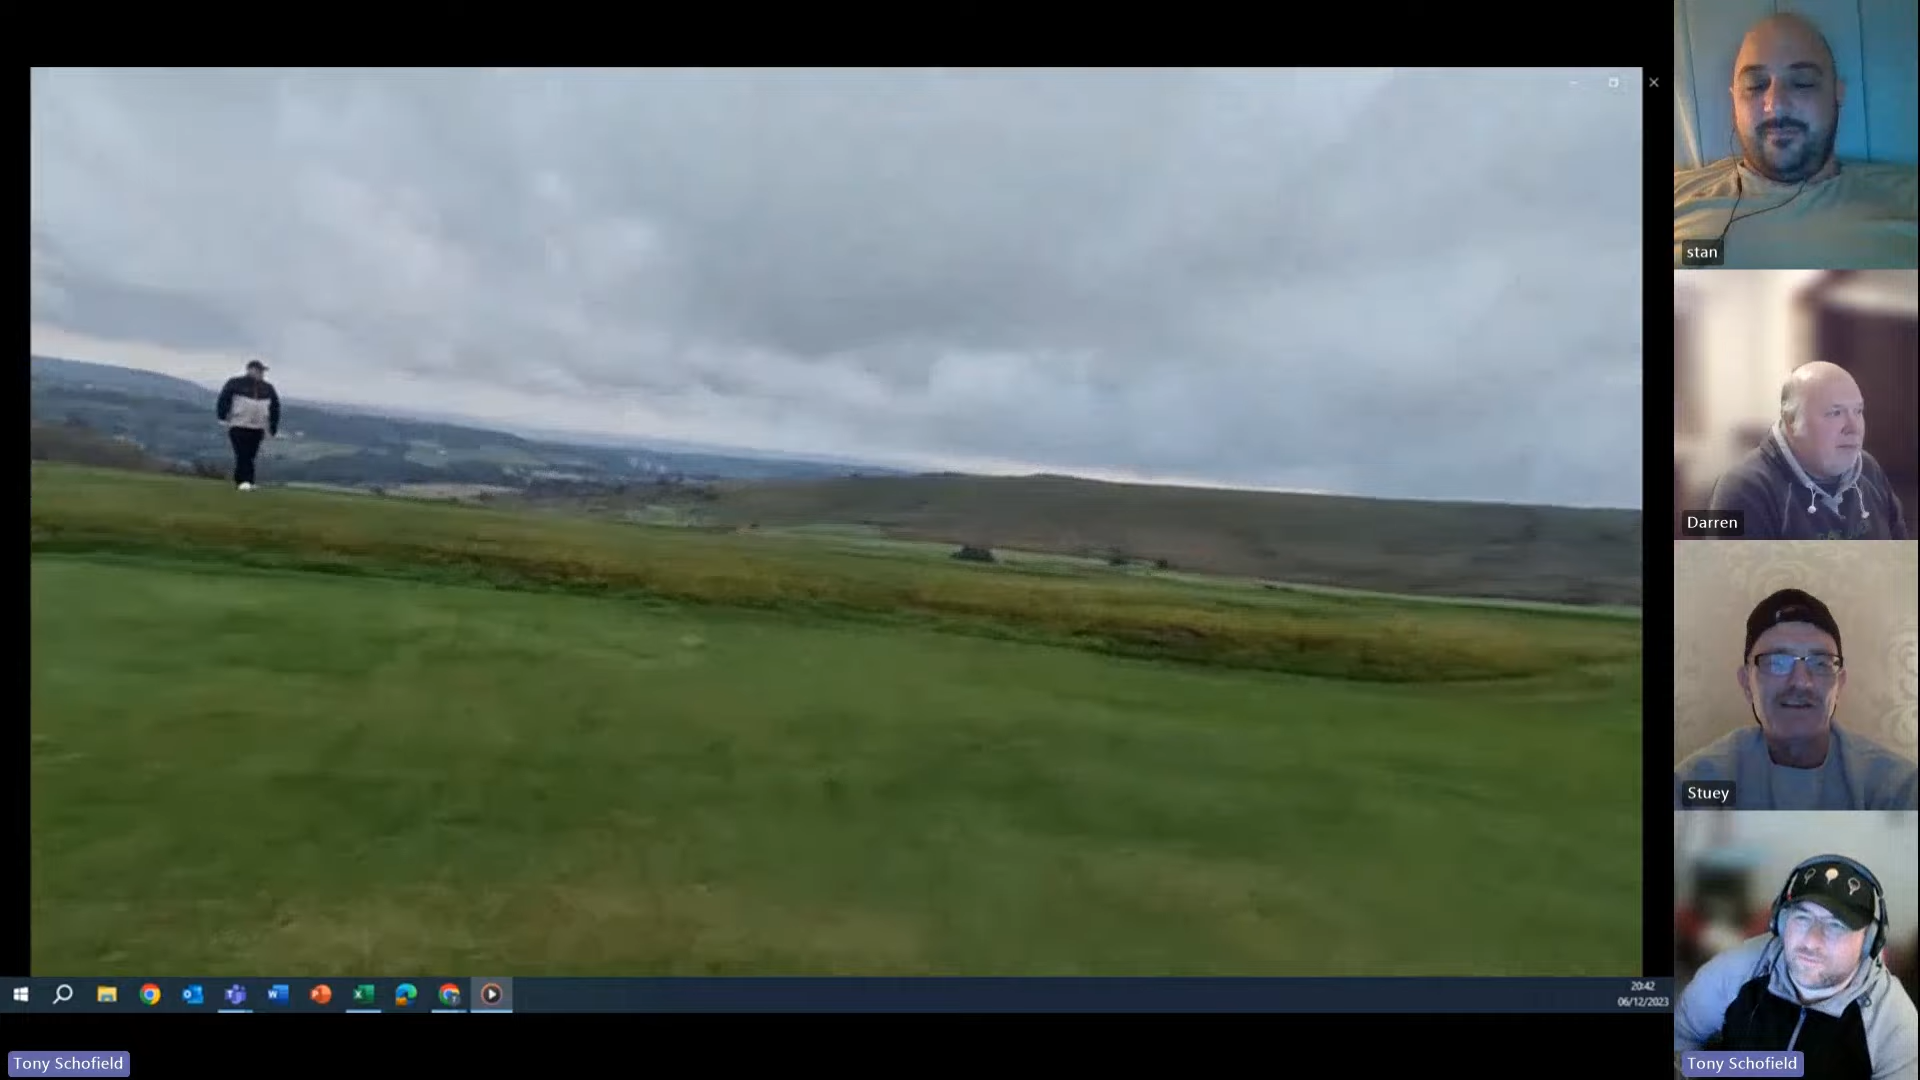 stan
Darren
Stuey
20:42
06/12/2023
Tony Schofield
Tony Schofield